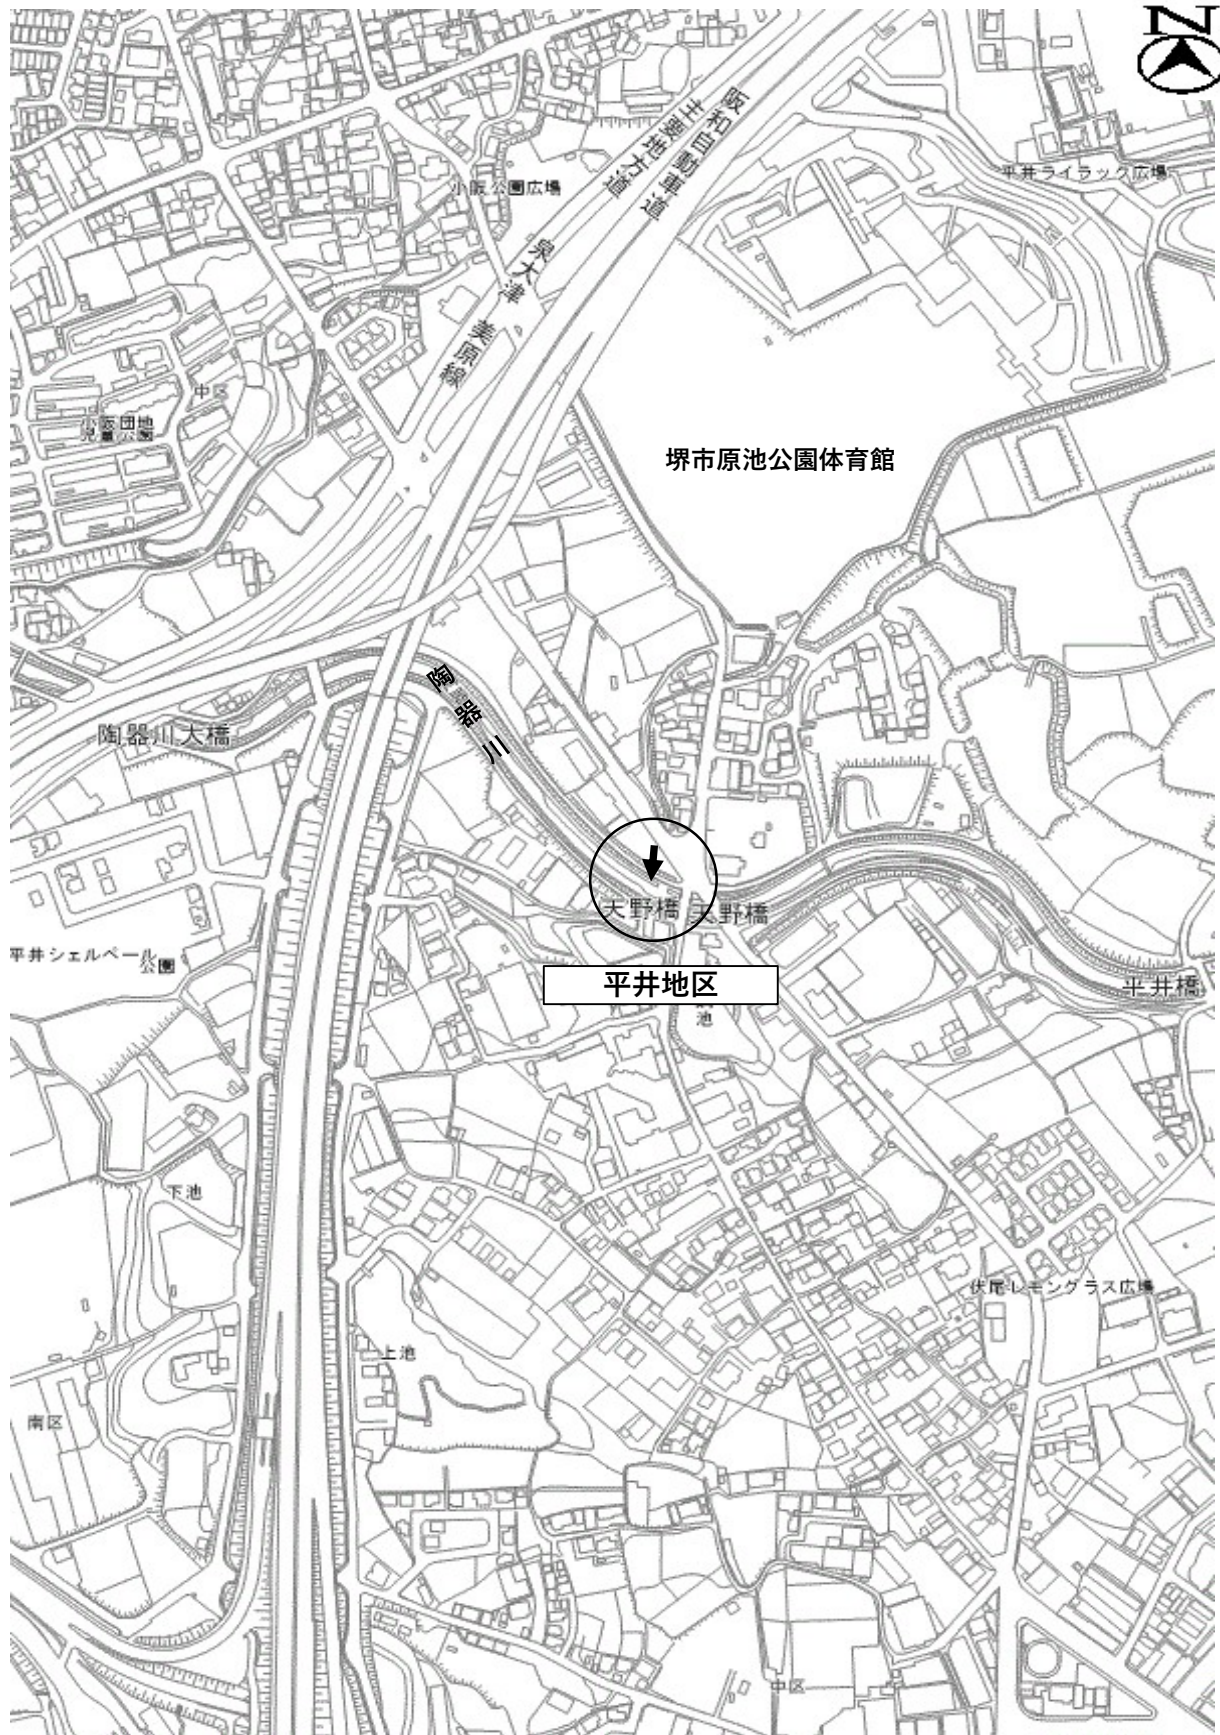 N
阪和自動車道
主要地方道
平井ライラック広場
小阪公園広場
泉大津 美原線
中区
小阪団地
児童公園
堺市原池公園体育館
陶器川
陶器川大橋
天野橋
天野橋
平井シェルペール
公園
平井地区
平井橋
池
下池
伏尾レモングラス広場
上池
南区
中区